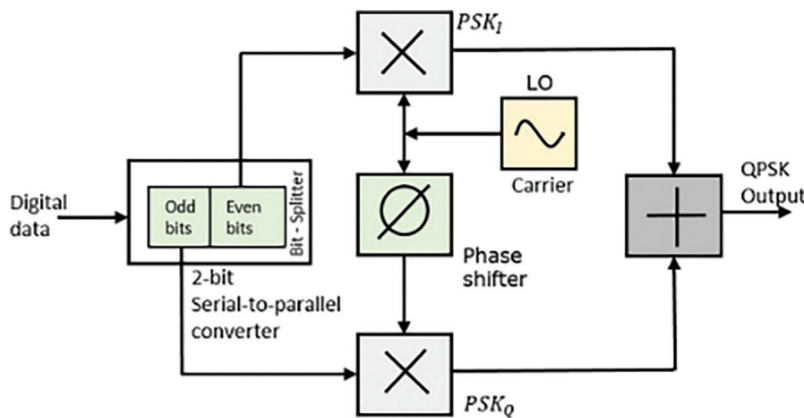 PSK_I
LO
Carrier
Digital
data
Odd
bits
Even
bits
Bit - Splitter
2-bit
Serial-to-parallel
converter
Phase
shifter
QPSK
Output
PSK_Q